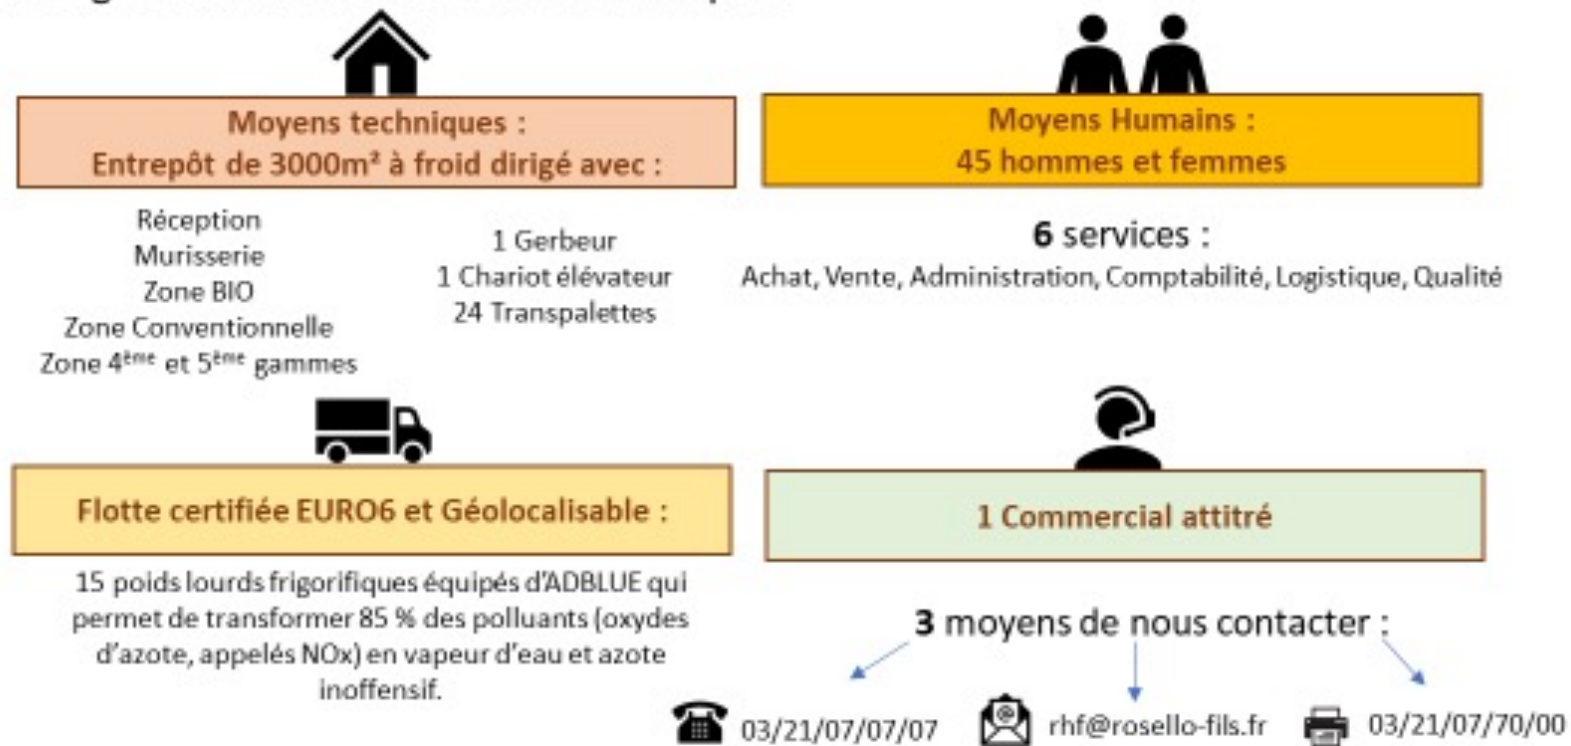 Moyens techniques :
Entrepôt de 3000m² à froid dirigé avec :
Réception
Murisserie
Zone BIO
Zone Conventionnelle
Zone 4ème et 5ème gammes
1 Gerbeur
1 Chariot élévateur
24 Transpalettes
Moyens Humains :
45 hommes et femmes
6 services :
Achat, Vente, Administration, Comptabilité, Logistique, Qualité
Flotte certifiée EURO6 et Géolocalisable :
15 poids lourds frigorifiques équipés d'ADBLUE qui
permet de transformer 85 % des polluants (oxydes
d'azote, appelés NOx) en vapeur d'eau et azote
inoffensif.
1 Commercial attitré
3 moyens de nous contacter :
03/21/07/07/07
rhf@rosello-fils.fr
03/21/07/70/00